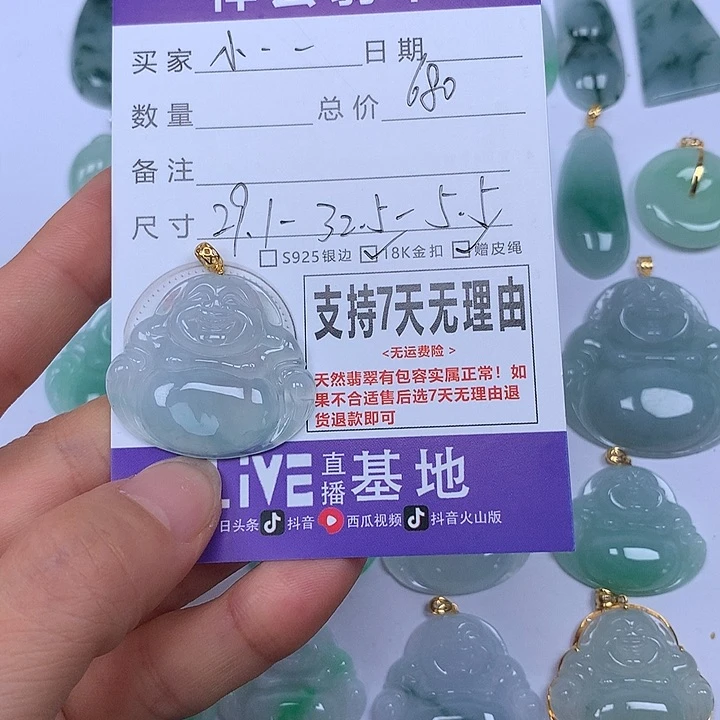 买家 小一一 日期
数量 总价 680
备注
尺寸 29.1-32.5-5.5
S925银边 18K金扣 赠皮绳
支持7天无理由
<无运费险>
天然翡翠有包容实属正常！如
果不合适售后选7天无理由退
货退款即可
LiVE 直播 基地
日头条 抖音 西瓜视频 抖音火山版